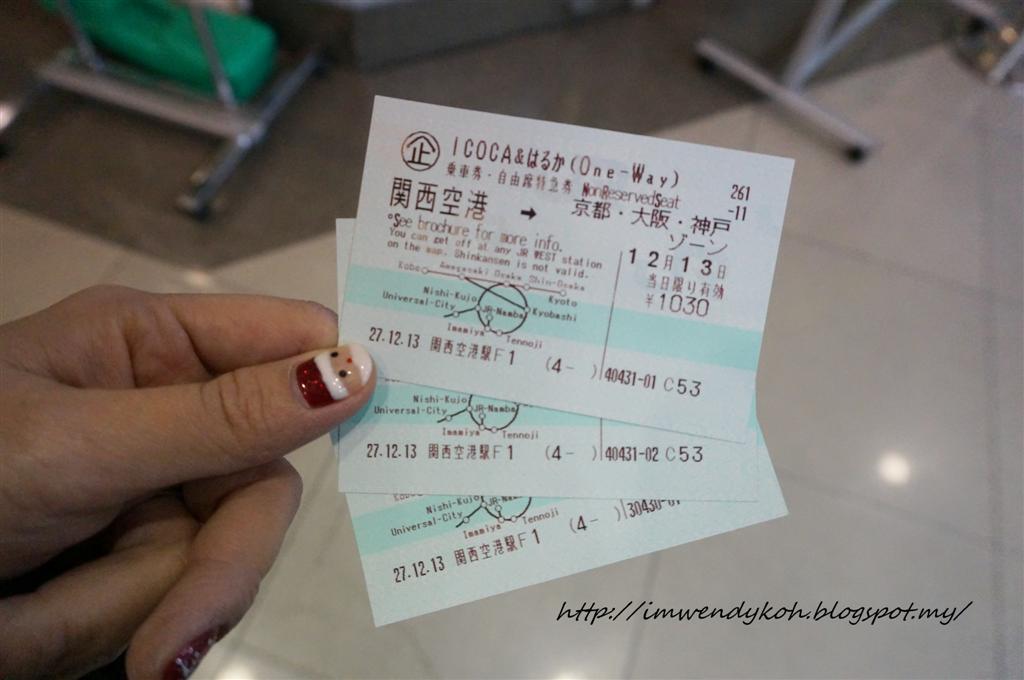 企 ICOCA&はるか(One-Way)
乗車券・自由席特急券 NonReservedSeat
261
-11
関西空港 → 京都・大阪・神戸
ゾーン
°See brochure for more info.
You can get off at any JR WEST station
on the map. Shinkansen is not valid.
12月13日
当日限り有効
¥1030
Kobe Amagasaki Osaka Shin-Osaka
Kyoto
Nishi-Kujo
Universal-City JR-Namba Kyobashi
Imamiya Tennoji
27.12.13 関西空港駅F1 (4- ) 40431-01 C53
Nishi-Kujo
Universal-City JR-Namba
Imamiya Tennoji
27.12.13 関西空港駅F1 (4- ) 40431-02 C53
Nishi-Kujo
Universal-City
Imamiya Tennoji
27.12.13 関西空港駅F1 (4- ) 30430-01
http://imwendykoh.blogspot.my/